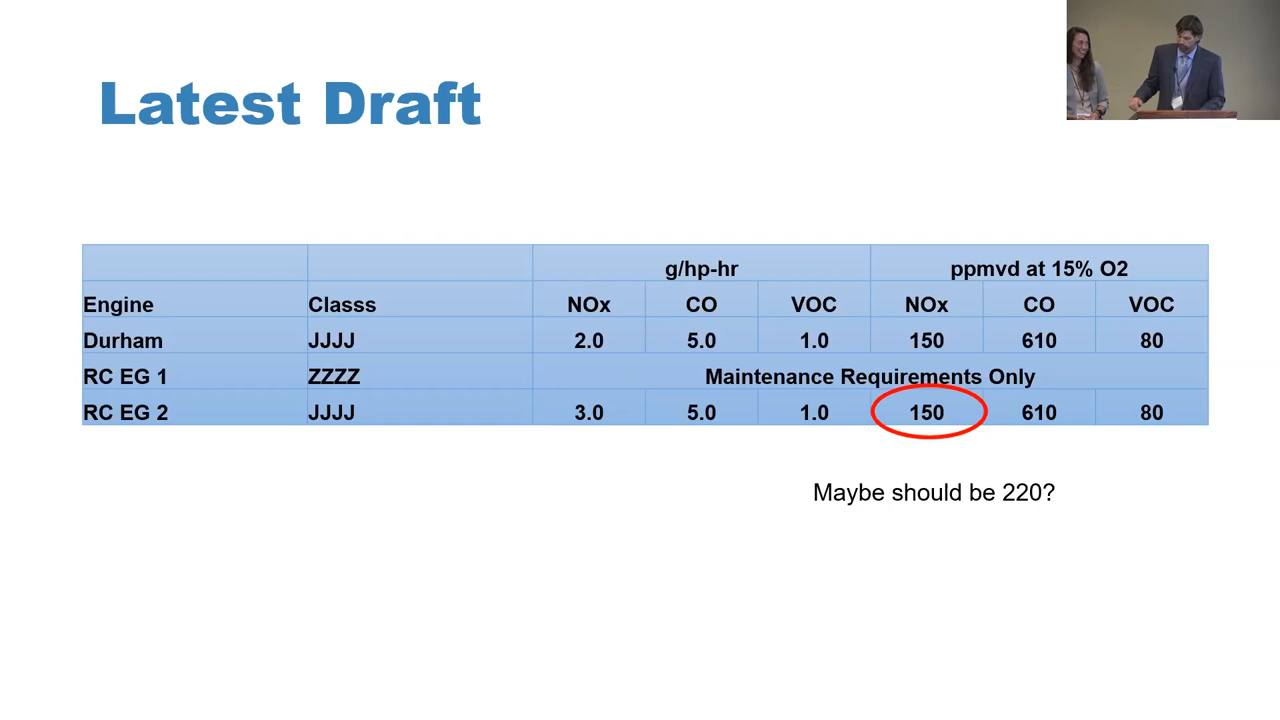 Latest Draft
g/hp-hr ppmvd at 15% O2
Engine Classs NOx CO VOC NOx CO VOC
Durham JJJJ 2.0 5.0 1.0 150 610 80
RC EG 1 ZZZZ Maintenance Requirements Only
RC EG 2 JJJJ 3.0 5.0 1.0 150 610 80
Maybe should be 220?